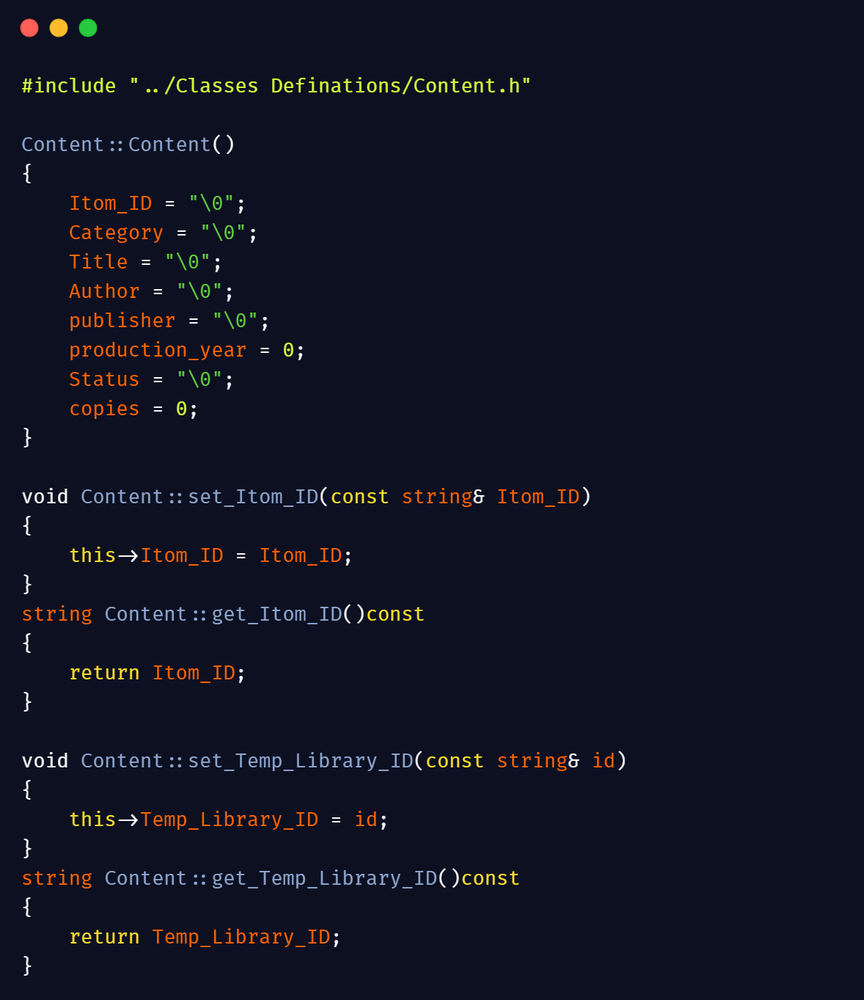 #include "../Classes Definations/Content.h"

Content::Content()
{
    Itom_ID = "\0";
    Category = "\0";
    Title = "\0";
    Author = "\0";
    publisher = "\0";
    production_year = 0;
    Status = "\0";
    copies = 0;
}

void Content::set_Itom_ID(const string& Itom_ID)
{
    this->Itom_ID = Itom_ID;
}
string Content::get_Itom_ID()const
{
    return Itom_ID;
}

void Content::set_Temp_Library_ID(const string& id)
{
    this->Temp_Library_ID = id;
}
string Content::get_Temp_Library_ID()const
{
    return Temp_Library_ID;
}